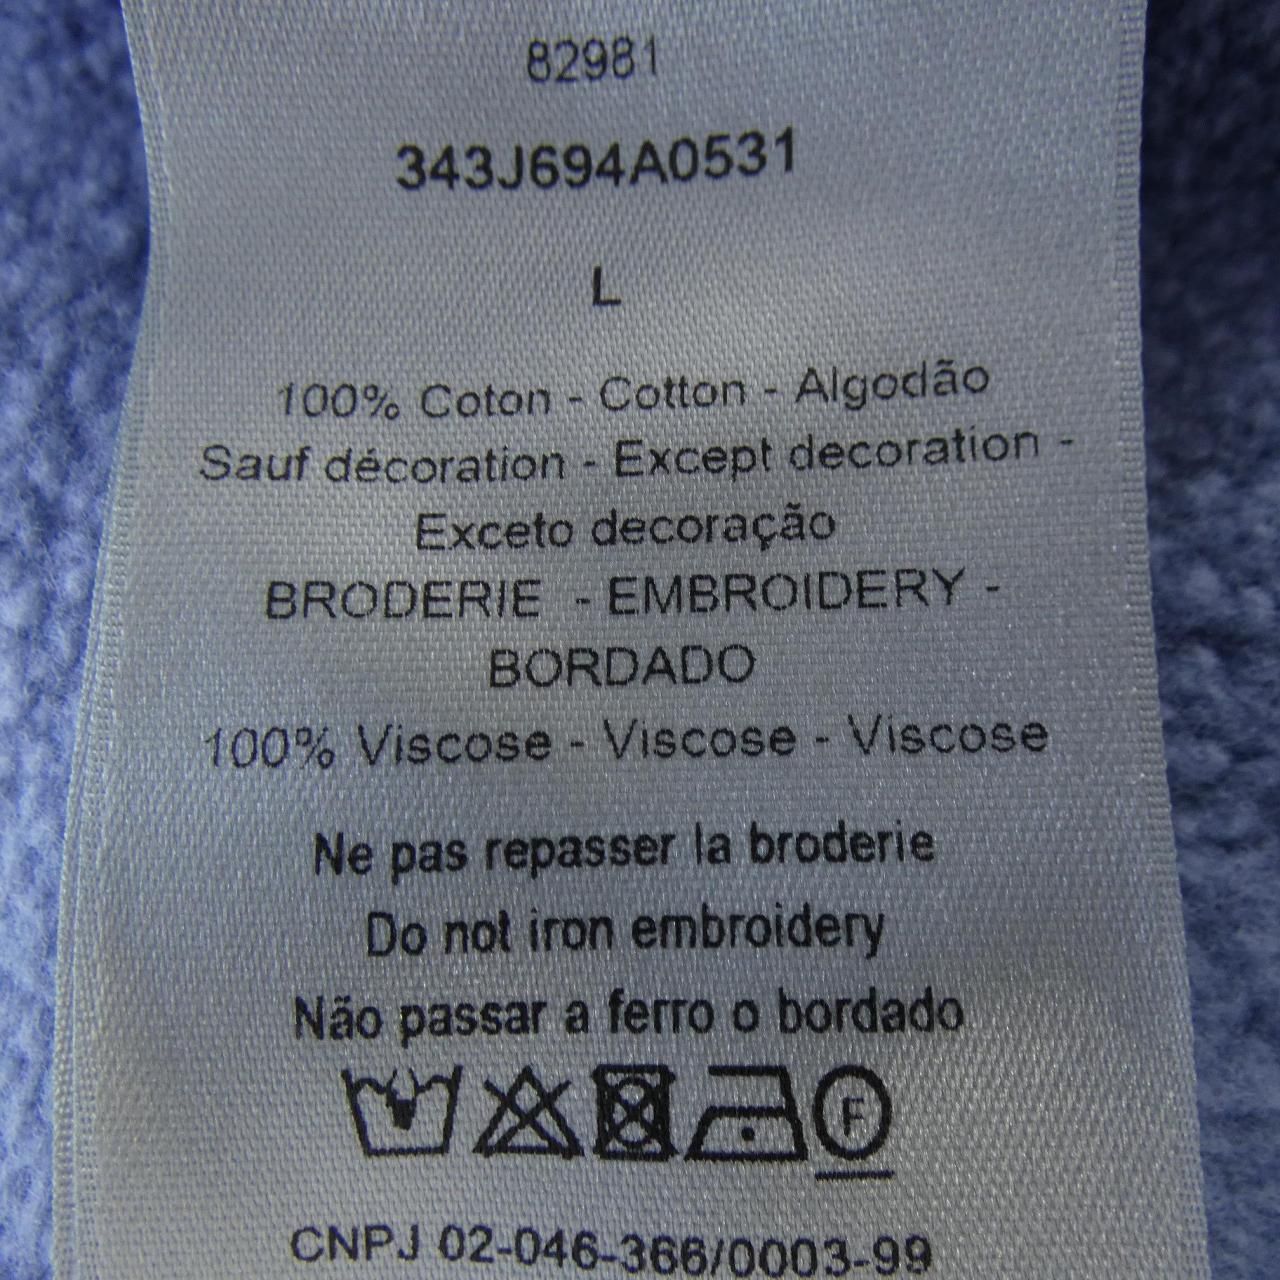 82981
343J694A0531
L
100% Coton - Cotton - Algodão
Sauf décoration - Except decoration -
Exceto decoração
BRODERIE - EMBROIDERY -
BORDADO
100% Viscose - Viscose - Viscose
Ne pas repasser la broderie
Do not iron embroidery
Não passar a ferro o bordado
F
CNPJ 02-046-366/0003-99